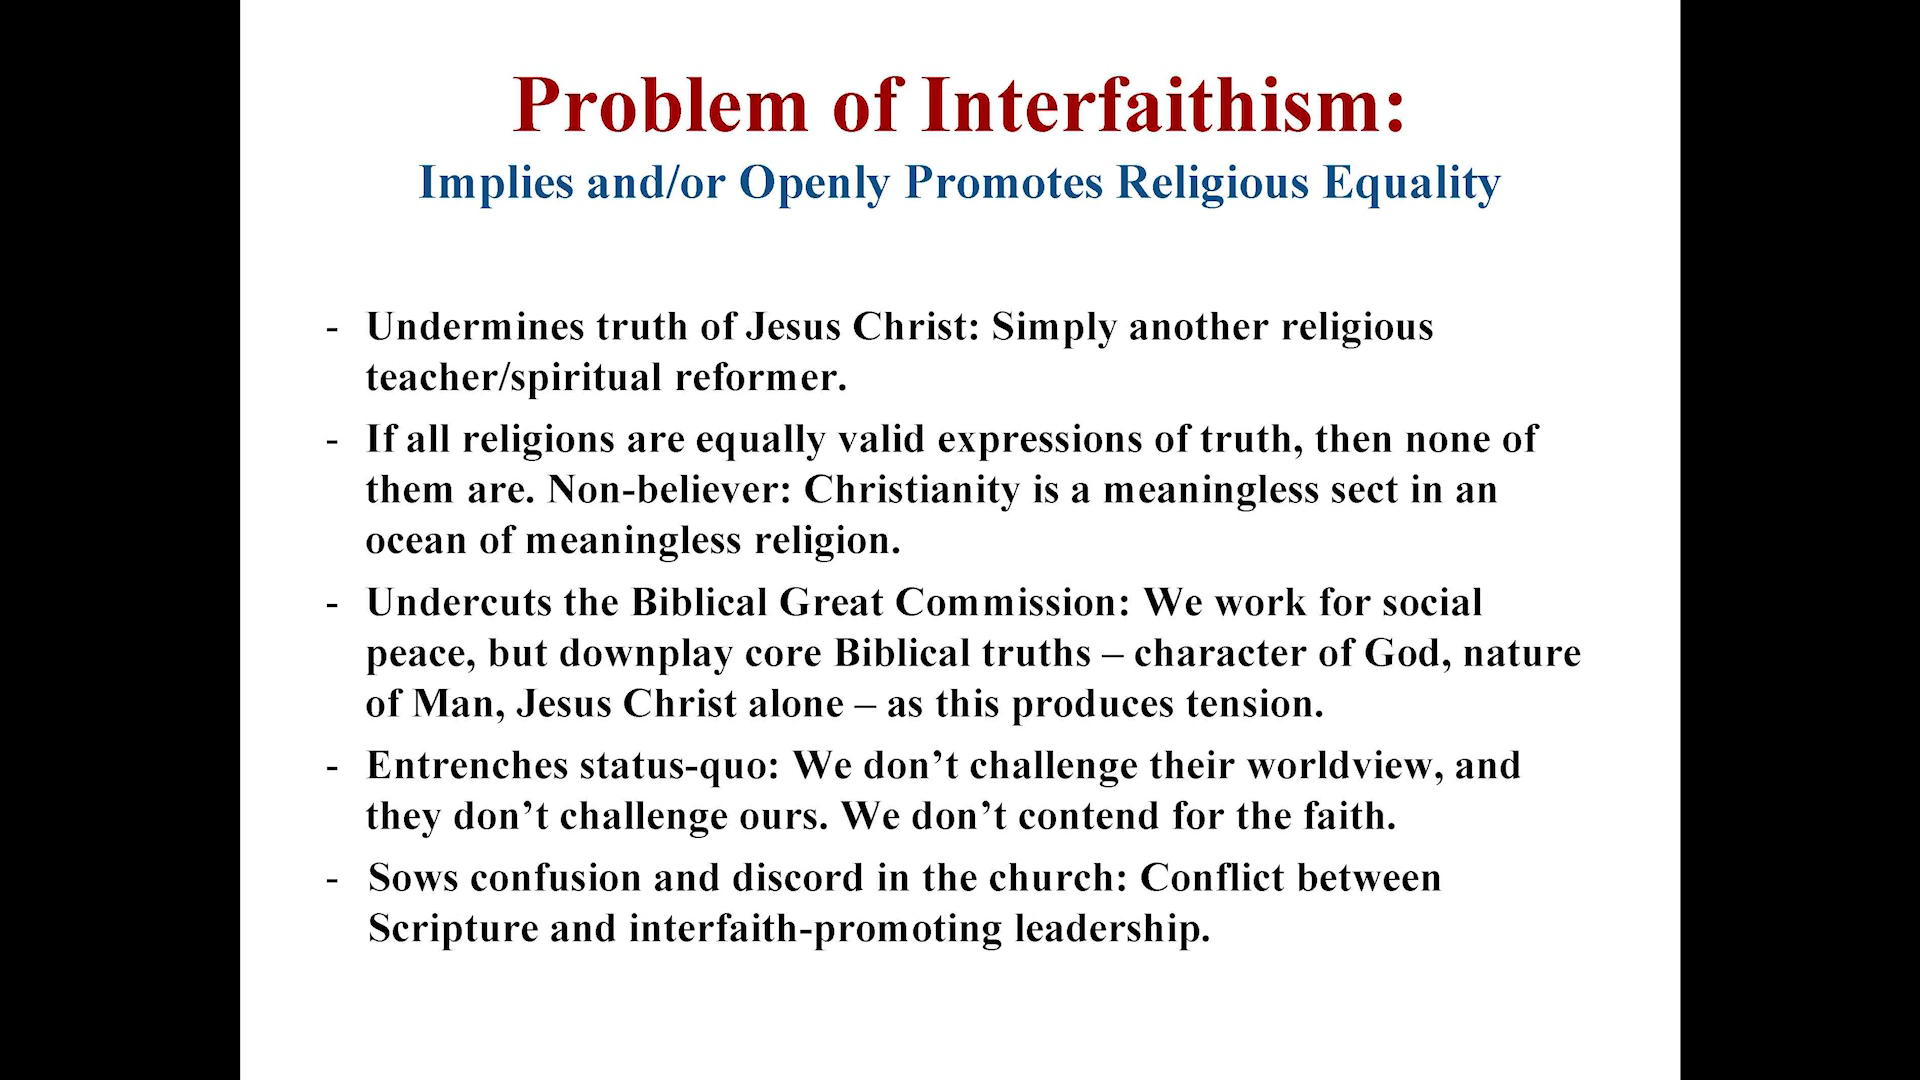 Problem of Interfaithism:
Implies and/or Openly Promotes Religious Equality
- Undermines truth of Jesus Christ: Simply another religious
teacher/spiritual reformer.
- If all religions are equally valid expressions of truth, then none of
them are. Non-believer: Christianity is a meaningless sect in an
ocean of meaningless religion.
- Undercuts the Biblical Great Commission: We work for social
peace, but downplay core Biblical truths – character of God, nature
of Man, Jesus Christ alone – as this produces tension.
- Entrenches status-quo: We don’t challenge their worldview, and
they don’t challenge ours. We don’t contend for the faith.
- Sows confusion and discord in the church: Conflict between
Scripture and interfaith-promoting leadership.